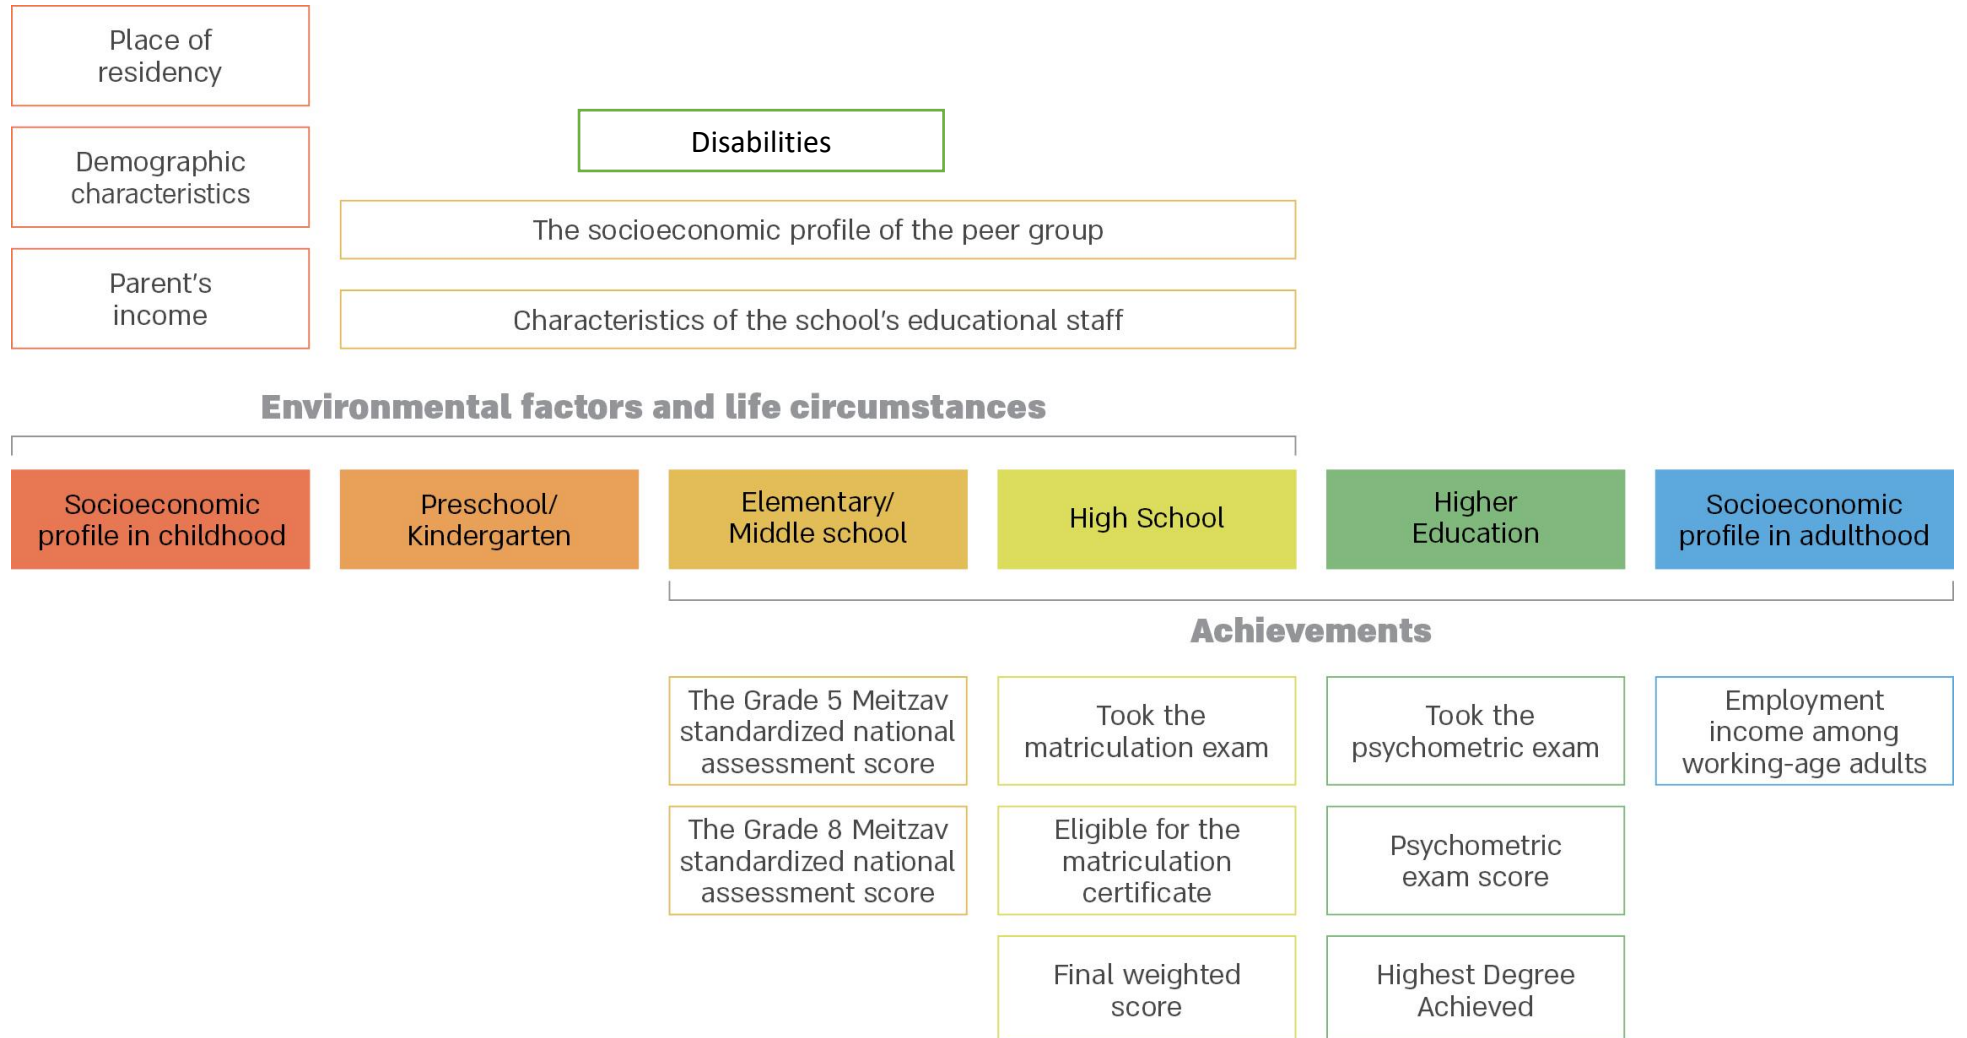 Place of
residency
Demographic
characteristics
Parent's
income
Disabilities
The socioeconomic profile of the peer group
Characteristics of the school's educational staff
Environmental factors and life circumstances
Socioeconomic
profile in childhood
Preschool/
Kindergarten
Elementary/
Middle school
High School
Higher
Education
Socioeconomic
profile in adulthood
Achievements
The Grade 5 Meitzav
standardized national
assessment score
The Grade 8 Meitzav
standardized national
assessment score
Took the
matriculation exam
Eligible for the
matriculation
certificate
Final weighted
score
Took the
psychometric exam
Psychometric
exam score
Highest Degree
Achieved
Employment
income among
working-age adults